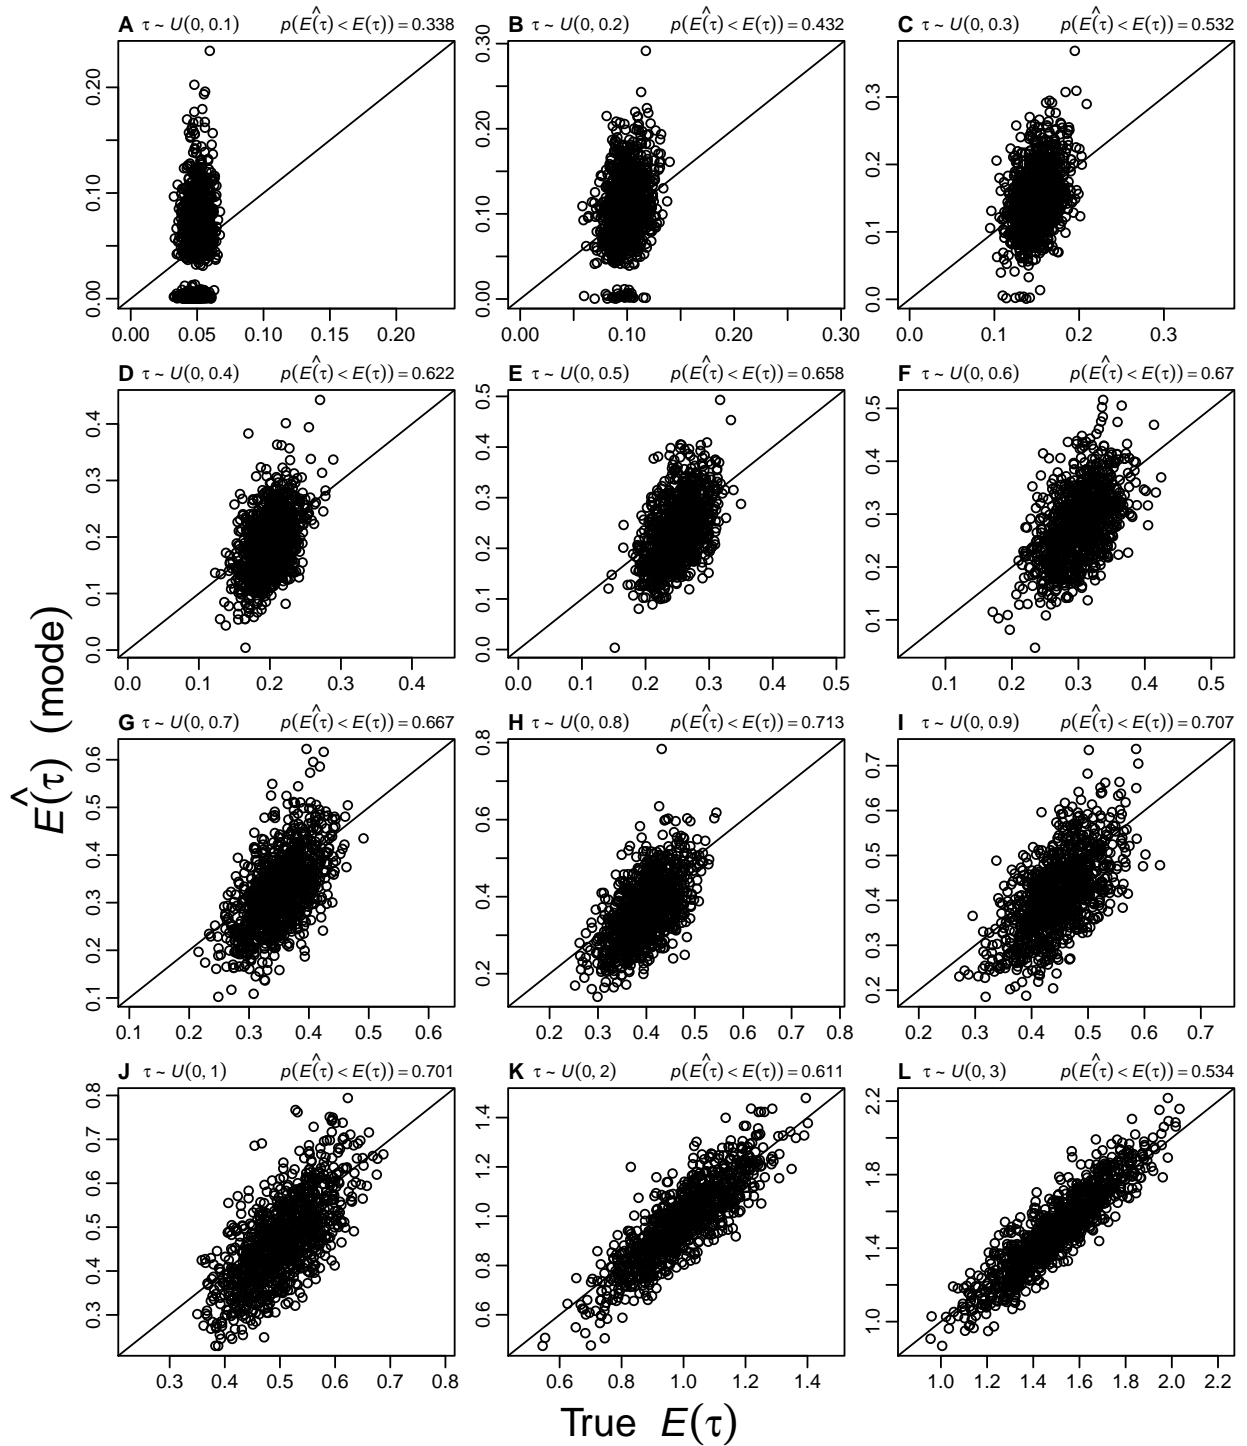 A τ ~ U(0, 0.1) p(E(τ)^ < E(τ)) = 0.338
B τ ~ U(0, 0.2) p(E(τ)^ < E(τ)) = 0.432
C τ ~ U(0, 0.3) p(E(τ)^ < E(τ)) = 0.532
0.00 0.10 0.20
0.00 0.10 0.20 0.30
0.0 0.1 0.2 0.3
0.00 0.05 0.10 0.15 0.20
0.00 0.10 0.20 0.30
0.0 0.1 0.2 0.3
D τ ~ U(0, 0.4) p(E(τ)^ < E(τ)) = 0.622
E τ ~ U(0, 0.5) p(E(τ)^ < E(τ)) = 0.658
F τ ~ U(0, 0.6) p(E(τ)^ < E(τ)) = 0.67
0.0 0.1 0.2 0.3 0.4
0.0 0.1 0.2 0.3 0.4 0.5
0.1 0.2 0.3 0.4 0.5
0.0 0.1 0.2 0.3 0.4
0.0 0.1 0.2 0.3 0.4 0.5
0.1 0.2 0.3 0.4 0.5
E(τ)^ (mode)
G τ ~ U(0, 0.7) p(E(τ)^ < E(τ)) = 0.667
H τ ~ U(0, 0.8) p(E(τ)^ < E(τ)) = 0.713
I τ ~ U(0, 0.9) p(E(τ)^ < E(τ)) = 0.707
0.1 0.2 0.3 0.4 0.5 0.6
0.2 0.4 0.6 0.8
0.2 0.3 0.4 0.5 0.6 0.7
0.1 0.2 0.3 0.4 0.5 0.6
0.2 0.3 0.4 0.5 0.6 0.7 0.8
0.2 0.3 0.4 0.5 0.6 0.7
J τ ~ U(0, 1) p(E(τ)^ < E(τ)) = 0.701
K τ ~ U(0, 2) p(E(τ)^ < E(τ)) = 0.611
L τ ~ U(0, 3) p(E(τ)^ < E(τ)) = 0.534
0.3 0.4 0.5 0.6 0.7 0.8
0.6 0.8 1.0 1.2 1.4
1.0 1.4 1.8 2.2
0.3 0.4 0.5 0.6 0.7 0.8
0.6 0.8 1.0 1.2 1.4
1.0 1.2 1.4 1.6 1.8 2.0 2.2
True E(τ)